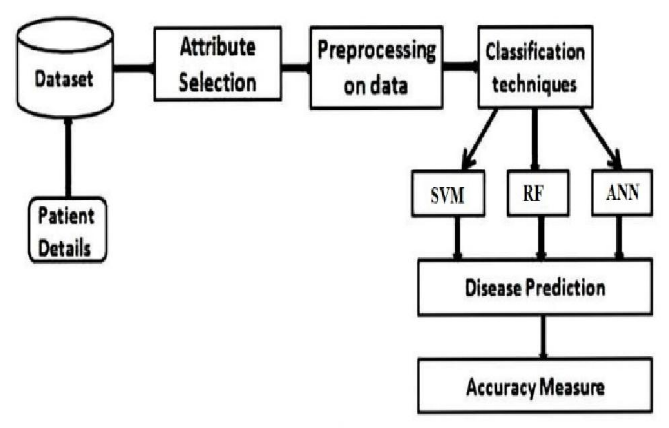 Dataset
Attribute
Selection
Preprocessing
on data
Classification
techniques
Patient
Details
SVM
RF
ANN
Disease Prediction
Accuracy Measure